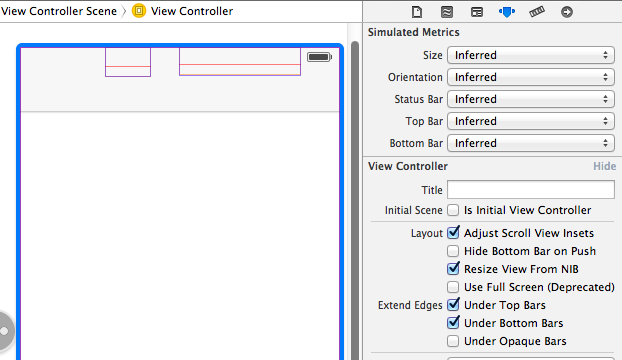 View Controller Scene 〉 View Controller
Simulated Metrics
Size Inferred
Orientation Inferred
Status Bar Inferred
Top Bar Inferred
Bottom Bar Inferred
View Controller Hide
Title
Initial Scene Is Initial View Controller
Layout Adjust Scroll View Insets
Hide Bottom Bar on Push
Resize View From NIB
Use Full Screen (Deprecated)
Extend Edges Under Top Bars
Under Bottom Bars
Under Opaque Bars